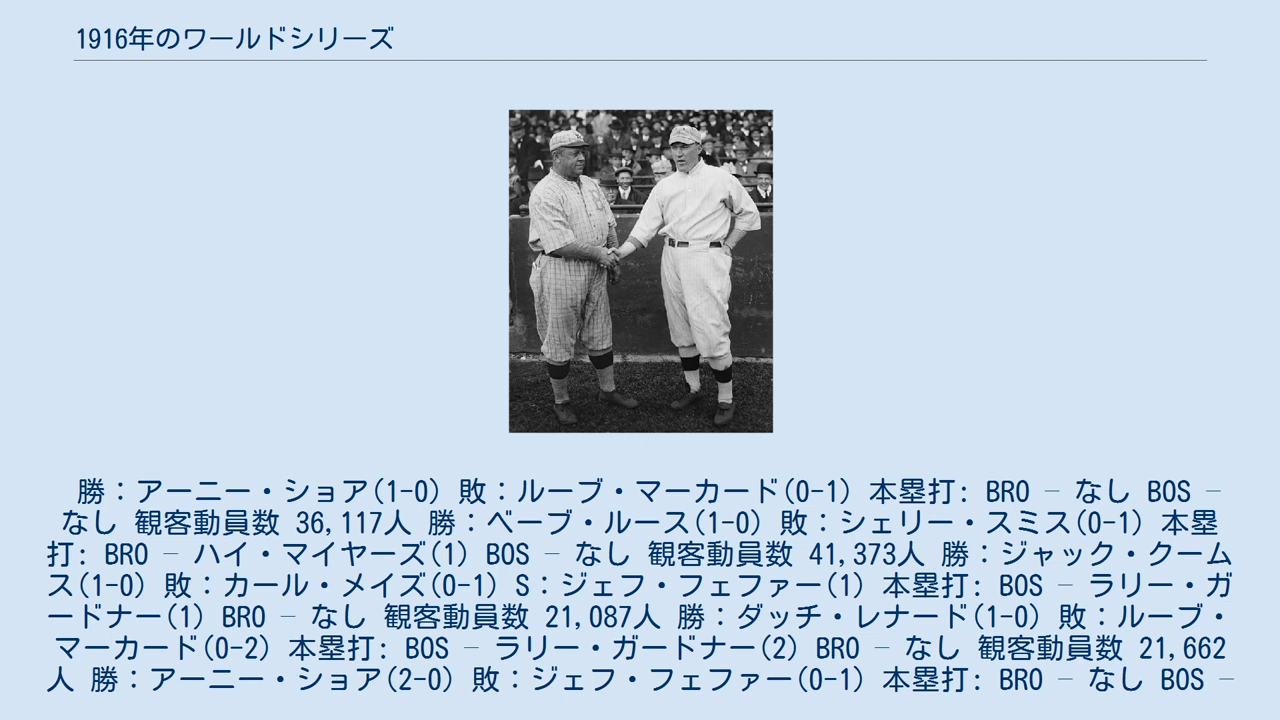 1916年のワールドシリーズ
勝：アーニー・ショア(1-0) 敗：ルーブ・マーカード(0-1) 本塁打: BRO – なし BOS –
なし 観客動員数 36,117人 勝：ベーブ・ルース(1-0) 敗：シェリー・スミス(0-1) 本塁
打: BRO – ハイ・マイヤーズ(1) BOS – なし 観客動員数 41,373人 勝：ジャック・クーム
ス(1-0) 敗：カール・メイズ(0-1) S：ジェフ・フェファー(1) 本塁打: BOS – ラリー・ガ
ードナー(1) BRO – なし 観客動員数 21,087人 勝：ダッチ・レナード(1-0) 敗：ルーブ・
マーカード(0-2) 本塁打: BOS – ラリー・ガードナー(2) BRO – なし 観客動員数 21,662
人 勝：アーニー・ショア(2-0) 敗：ジェフ・フェファー(0-1) 本塁打: BRO – なし BOS –